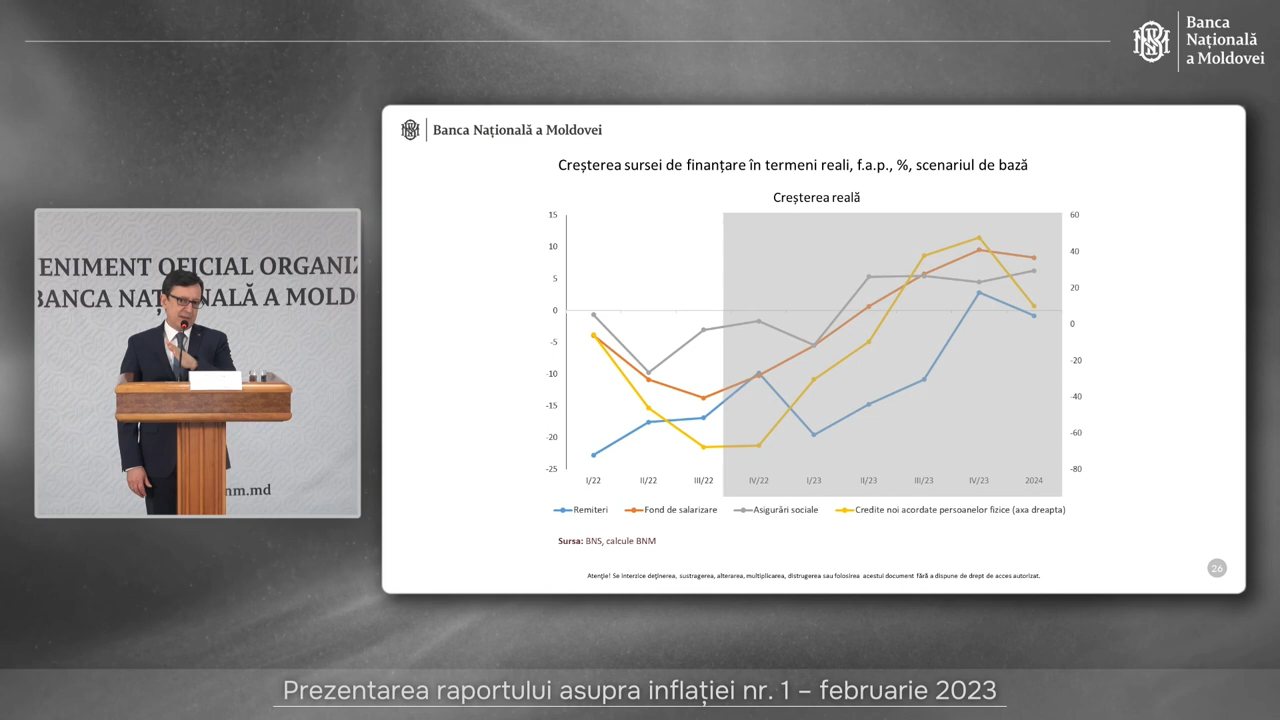 Banca
Națională
a Moldovei
Banca Națională a Moldovei
Creșterea sursei de finanțare în termeni reali, f.a.p., %, scenariul de bază
Creșterea reală
15
10
5
0
-5
-10
-15
-20
-25
60
40
20
0
-20
-40
-60
-80
I/22 II/22 III/22 IV/22 I/23 II/23 III/23 IV/23 2024
Remiteri Fond de salarizare Asigurări sociale Credite noi acordate persoanelor fizice (axa dreapta)
Sursa: BNS, calcule BNM
Atenție! Se interzice deținerea, sustragerea, alterarea, multiplicarea, distrugerea sau folosirea acestui document fără a dispune de drept de acces autorizat.
26
ENIMENT OFICIAL ORGANIZ
BANCA NAȚIONALĂ A MOLD
nm.md
Prezentarea raportului asupra inflației nr. 1 – februarie 2023